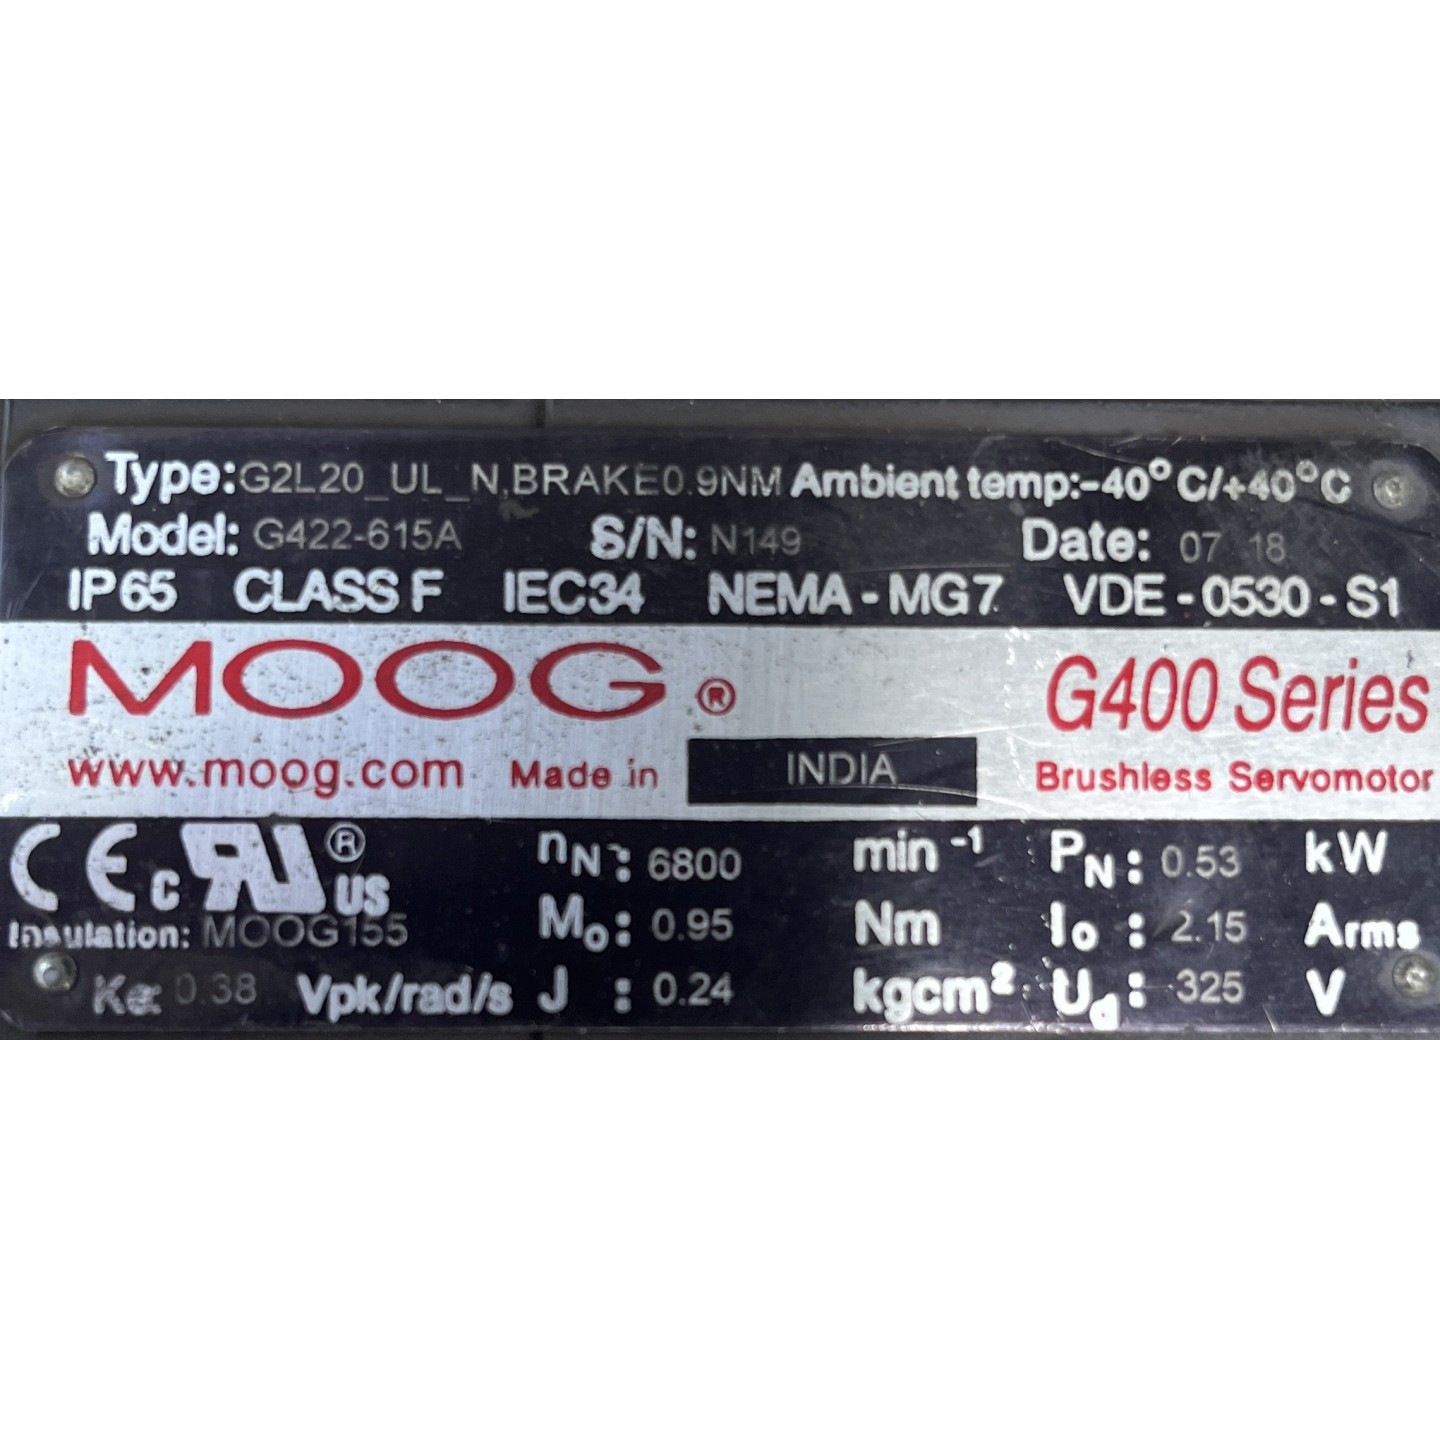 Type:G2L20_UL_N,BRAKE0.9NM Ambient temp:-40°C/+40°C
Model: G422-615A S/N: N149 Date: 07 18
IP65 CLASS F IEC34 NEMA-MG7 VDE-0530-S1
MOOG® G400 Series
www.moog.com Made in INDIA Brushless Servomotor
CE c RU® US nN: 6800 min-1 PN: 0.53 kW
Insulation: MOOG155 Mo: 0.95 Nm Io: 2.15 Arms
Ke: 0.38 Vpk/rad/s J: 0.24 kgcm² Ud: 325 V